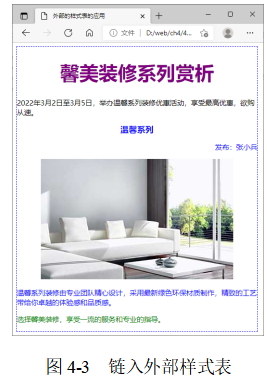 外部的样式表的应用
文件
D:/web/ch4/4...
馨美装修系列赏析
2022年3月2日至3月5日，举办温馨系列装修优惠活动，享受最高优惠，欲购
从速。
温馨系列
发布：张小兵
温馨系列由专业团队精心设计，采用最新绿色环保材质制作，精致的工艺
带给你卓越的体验感和品质感。
选择馨美装修，享受一流的服务和专业的指导。
图 4-3 链入外部样式表